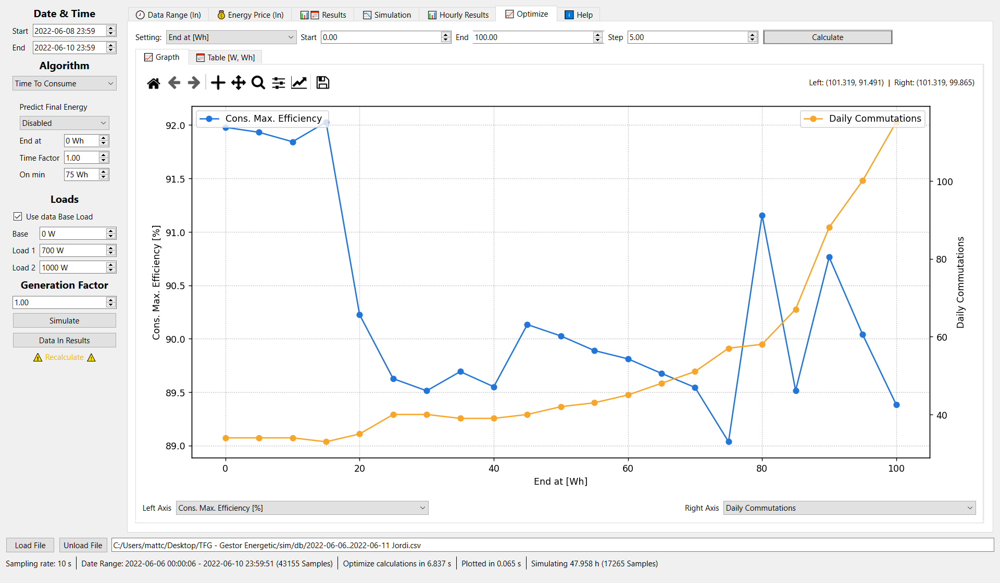 Date & Time
Start 2022-06-08 23:59
End 2022-06-10 23:59
Algorithm
Time To Consume
Predict Final Energy
Disabled
End at 0 Wh
Time Factor 1.00
On min 75 Wh
Loads
Use data Base Load
Base 0 W
Load 1 700 W
Load 2 1000 W
Generation Factor
1.00
Simulate
Data In Results
Recalculate
Data Range (In) Energy Price (In) Results Simulation Hourly Results Optimize Help
Setting: End at [Wh] Start 0.00 End 100.00 Step 5.00 Calculate
Grapth Table [W, Wh]
Left: (101.319, 91.491) | Right: (101.319, 99.865)
Cons. Max. Efficiency
Daily Commutations
92.0
91.5
91.0
90.5
90.0
89.5
89.0
Cons. Max. Efficiency [%]
100
80
60
40
Daily Commutations
0 20 40 60 80 100
End at [Wh]
Left Axis Cons. Max. Efficiency [%]
Right Axis Daily Commutations
Load File Unload File C:/Users/mattc/Desktop/TFG - Gestor Energetic/sim/db/2022-06-06..2022-06-11 Jordi.csv
Sampling rate: 10 s Date Range: 2022-06-06 00:00:06 - 2022-06-10 23:59:51 (43155 Samples) Optimize calculations in 6.837 s Plotted in 0.065 s Simulating 47.958 h (17265 Samples)